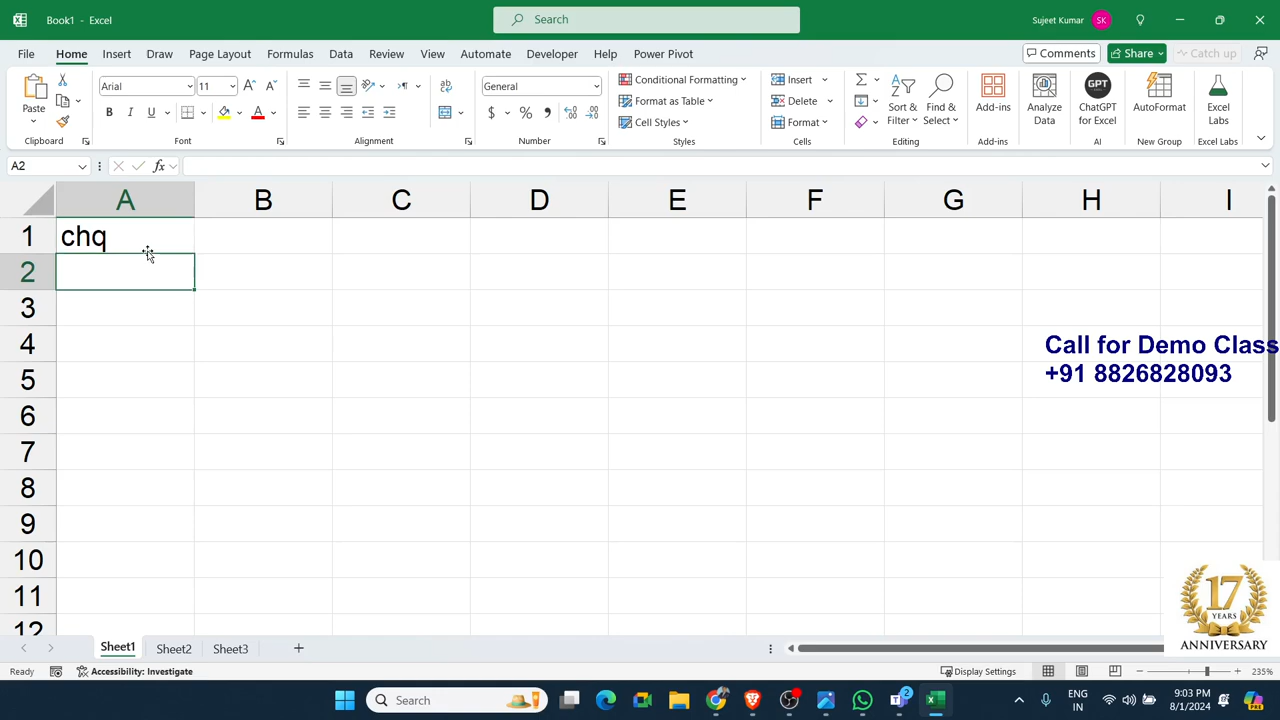 Book1 - Excel
Search
Sujeet Kumar
SK
File
Home
Insert
Draw
Page Layout
Formulas
Data
Review
View
Automate
Developer
Help
Power Pivot
Comments
Share
Catch up
Paste
Clipboard
Arial
11
B
I
U
Font
Alignment
General
$
%
Number
Conditional Formatting
Format as Table
Cell Styles
Styles
Insert
Delete
Format
Cells
Sort &
Filter
Find &
Select
Editing
Add-ins
Add-ins
Analyze
Data
GPT
ChatGPT
for Excel
AI
AutoFormat
New Group
Excel
Labs
Excel Labs
A2
fx
A B C D E F G H I
1 chq
2
3
4
5
6
7
8
9
10
11
12
Call for Demo Class
+91 8826828093
17
YEARS
ANNIVERSARY
Sheet1
Sheet2
Sheet3
Ready
Accessibility: Investigate
Display Settings
235%
Search
2
ENG
IN
9:03 PM
8/1/2024